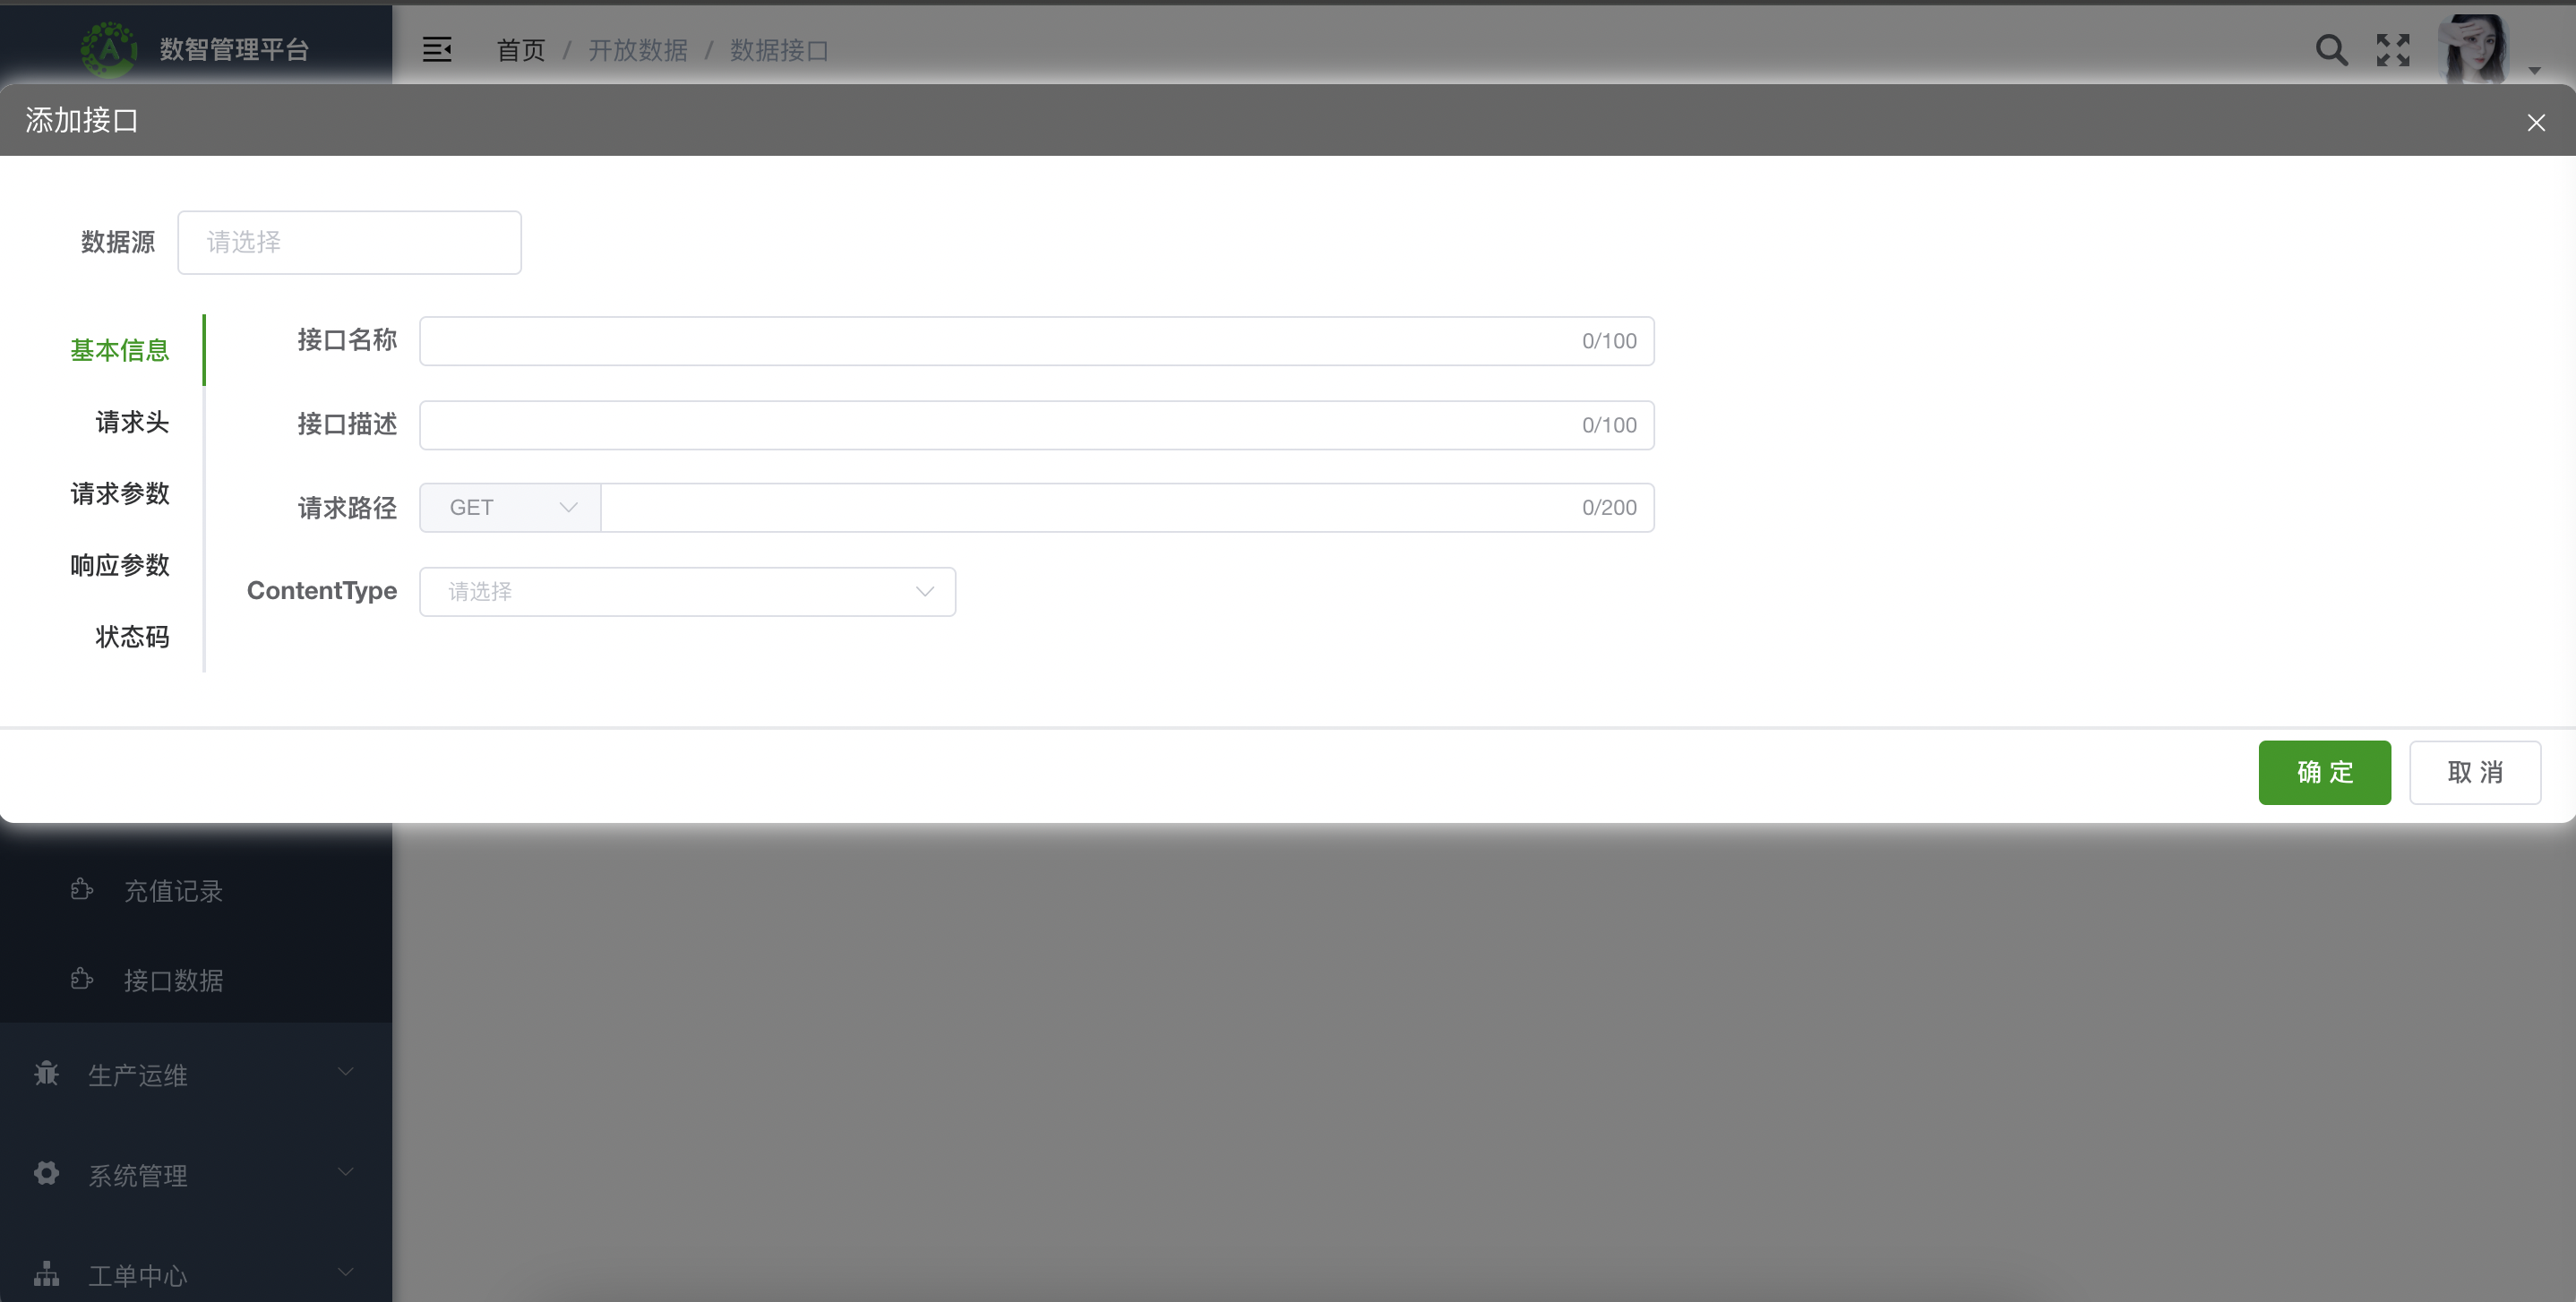 数智管理平台
首页 / 开放数据 / 数据接口
添加接口
数据源 请选择
基本信息
请求头
请求参数
响应参数
状态码
接口名称 0/100
接口描述 0/100
请求路径 GET 0/200
ContentType 请选择
确 定 取 消
充值记录
接口数据
生产运维
系统管理
工单中心